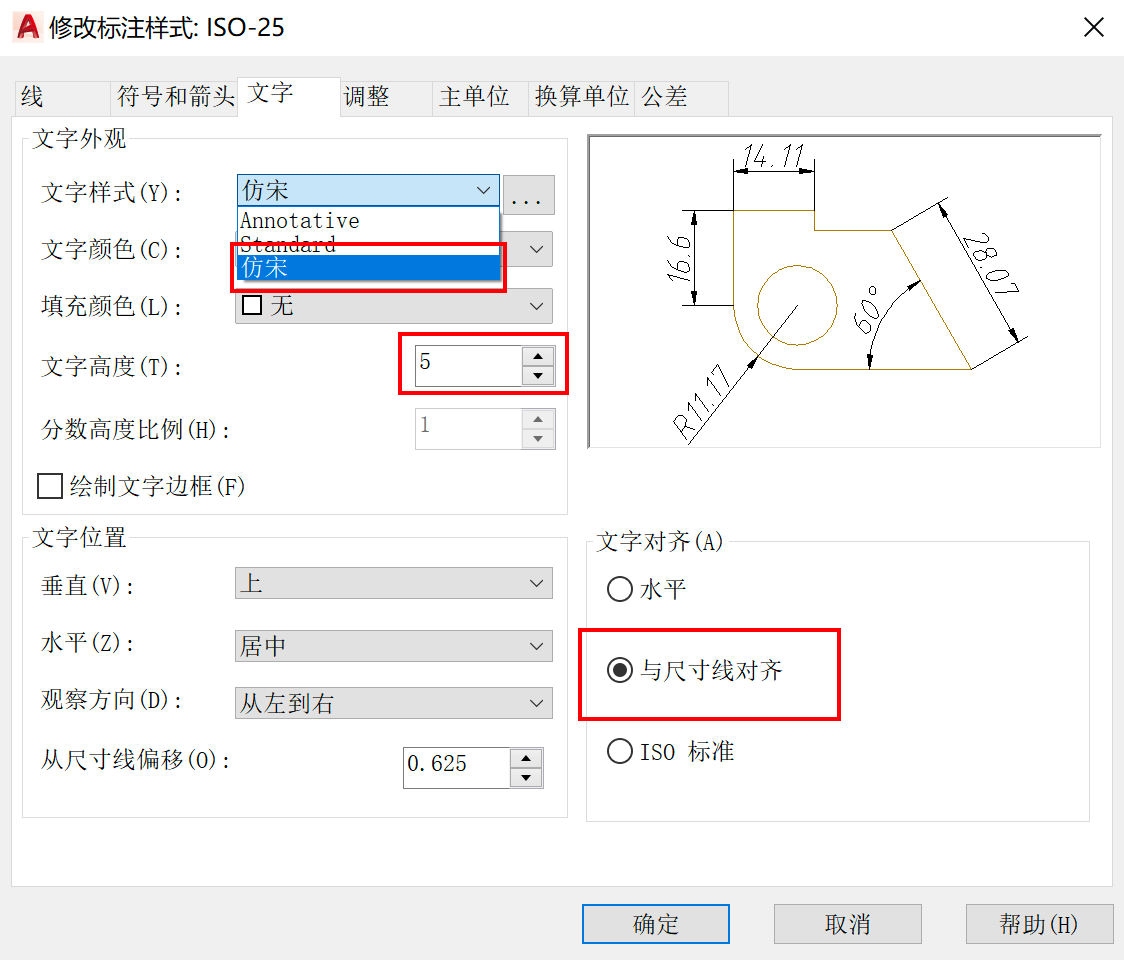 修改标注样式: ISO-25
线 符号和箭头 文字 调整 主单位 换算单位 公差
文字外观
文字样式(Y): 仿宋 ...
Annotative
文字颜色(C): Standard
仿宋
填充颜色(L): 无
文字高度(T): 5
分数高度比例(H): 1
绘制文字边框(F)
14.11
16.6
28.07
60°
R11.17
文字位置
垂直(V): 上
水平(Z): 居中
观察方向(D): 从左到右
从尺寸线偏移(O): 0.625
文字对齐(A)
水平
与尺寸线对齐
ISO 标准
确定 取消 帮助(H)